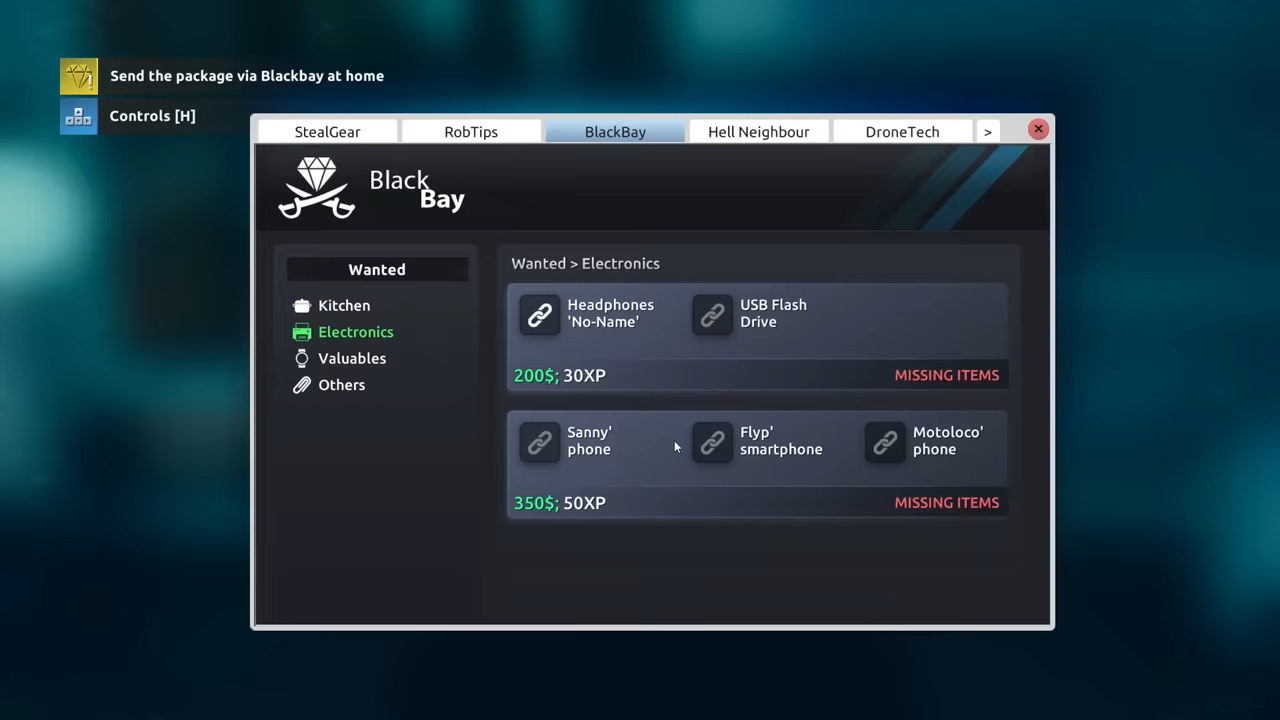 Send the package via Blackbay at home
Controls [H]
StealGear
RobTips
BlackBay
Hell Neighbour
DroneTech
>
Black
Bay
Wanted
Kitchen
Electronics
Valuables
Others
Wanted > Electronics
Headphones
'No-Name'
USB Flash
Drive
200$; 30XP
MISSING ITEMS
Sanny'
phone
Flyp'
smartphone
Motoloco'
phone
350$; 50XP
MISSING ITEMS